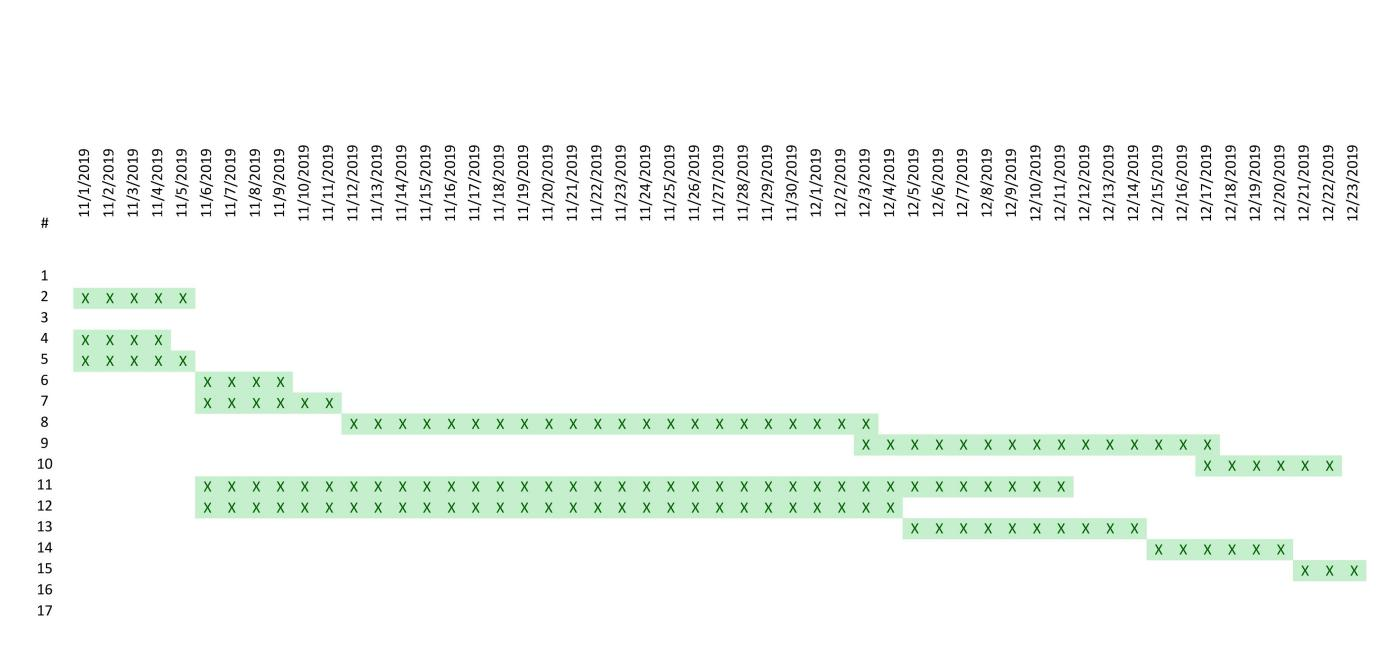 # 11/1/2019 11/2/2019 11/3/2019 11/4/2019 11/5/2019 11/6/2019 11/7/2019 11/8/2019 11/9/2019 11/10/2019 11/11/2019 11/12/2019 11/13/2019 11/14/2019 11/15/2019 11/16/2019 11/17/2019 11/18/2019 11/19/2019 11/20/2019 11/21/2019 11/22/2019 11/23/2019 11/24/2019 11/25/2019 11/26/2019 11/27/2019 11/28/2019 11/29/2019 11/30/2019 12/1/2019 12/2/2019 12/3/2019 12/4/2019 12/5/2019 12/6/2019 12/7/2019 12/8/2019 12/9/2019 12/10/2019 12/11/2019 12/12/2019 12/13/2019 12/14/2019 12/15/2019 12/16/2019 12/17/2019 12/18/2019 12/19/2019 12/20/2019 12/21/2019 12/22/2019 12/23/2019
1
2 X X X X X
3
4 X X X X
5 X X X X X
6 X X X X
7 X X X X X X
8 X X X X X X X X X X X X X X X X X X X X X X
9 X X X X X X X X X X X X X X X
10 X X X X X X
11 X X X X X X X X X X X X X X X X X X X X X X X X X X X X X X X X X X X X
12 X X X X X X X X X X X X X X X X X X X X X X X X X X X X X
13 X X X X X X X X X X
14 X X X X X X
15 X X X
16
17